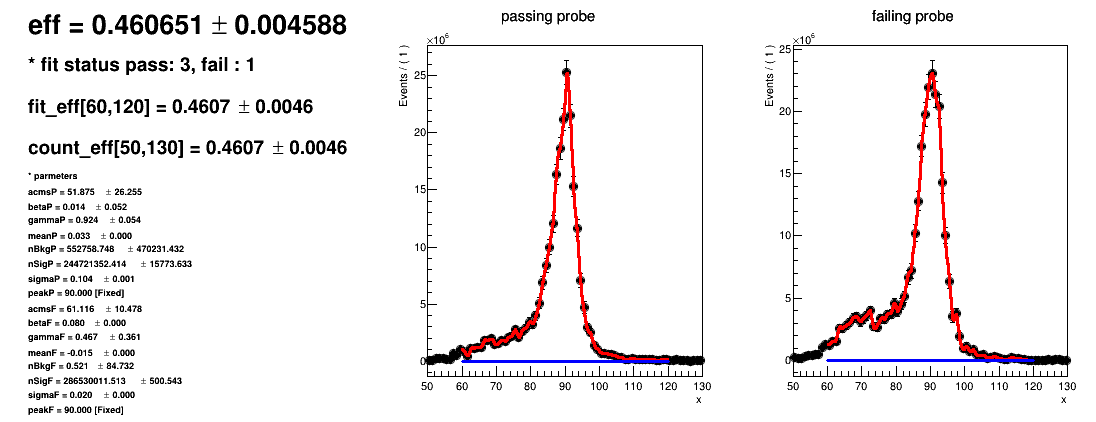 eff = 0.460651 ± 0.004588
* fit status pass: 3, fail : 1
fit_eff[60,120] = 0.4607 ± 0.0046
count_eff[50,130] = 0.4607 ± 0.0046
* parmeters
acmsP = 51.875 ± 26.255
betaP = 0.014 ± 0.052
gammaP = 0.924 ± 0.054
meanP = 0.033 ± 0.000
nBkgP = 552758.748 ± 470231.432
nSigP = 244721352.414 ± 15773.633
sigmaP = 0.104 ± 0.001
peakP = 90.000 [Fixed]
acmsF = 61.116 ± 10.478
betaF = 0.080 ± 0.000
gammaF = 0.467 ± 0.361
meanF = -0.015 ± 0.000
nBkgF = 0.521 ± 84.732
nSigF = 286530011.513 ± 500.543
sigmaF = 0.020 ± 0.000
peakF = 90.000 [Fixed]
passing probe
×10⁶
Events / ( 1 )
25
20
15
10
5
0
50 60 70 80 90 100 110 120 130
x
failing probe
×10⁶
Events / ( 1 )
25
20
15
10
5
0
50 60 70 80 90 100 110 120 130
x